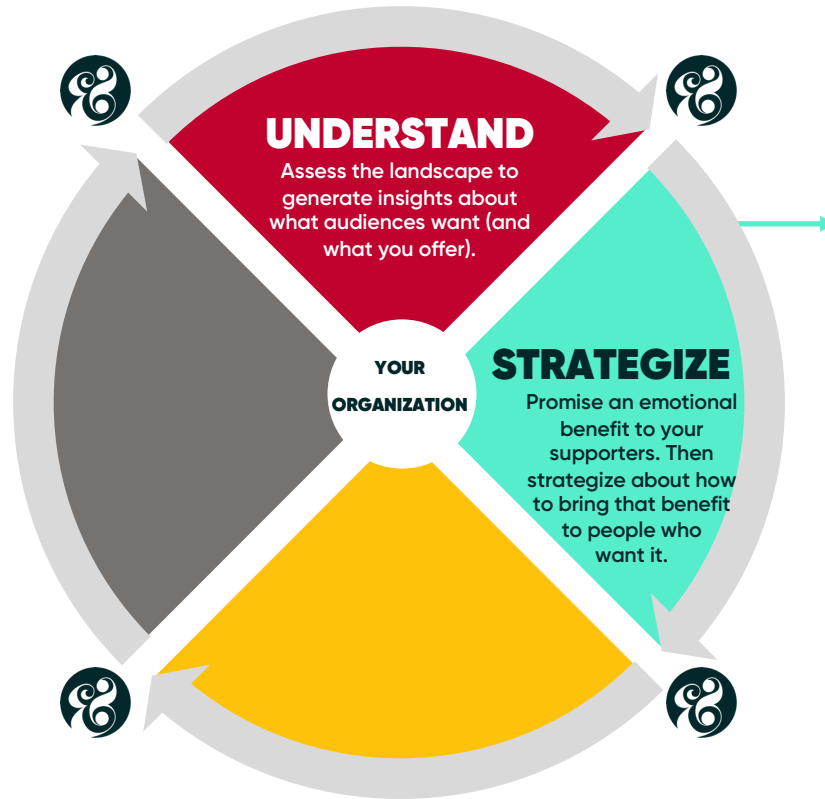 UNDERSTAND
Assess the landscape to
generate insights about
what audiences want (and
what you offer).
YOUR
ORGANIZATION
STRATEGIZE
Promise an emotional
benefit to your
supporters. Then
strategize about how
to bring that benefit
to people who
want it.